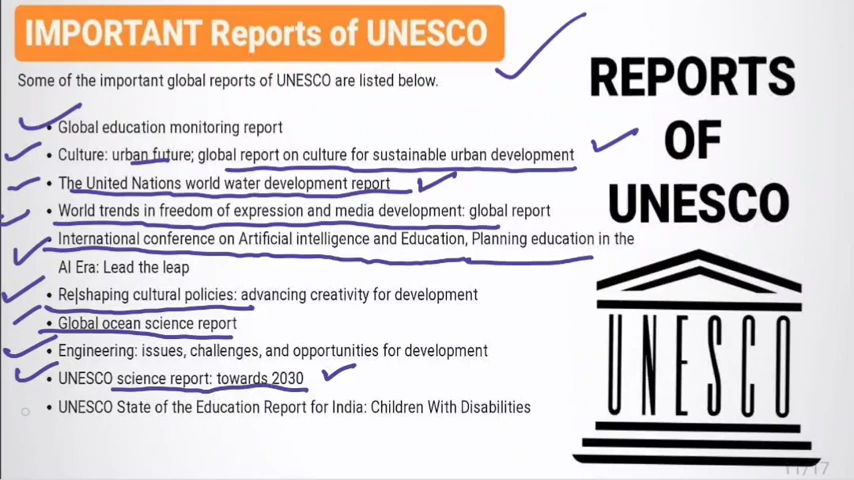 IMPORTANT Reports of UNESCO
Some of the important global reports of UNESCO are listed below.
• Global education monitoring report
• Culture: urban future; global report on culture for sustainable urban development
• The United Nations world water development report
• World trends in freedom of expression and media development: global report
• International conference on Artificial intelligence and Education, Planning education in the
AI Era: Lead the leap
• Re|shaping cultural policies: advancing creativity for development
• Global ocean science report
• Engineering: issues, challenges, and opportunities for development
• UNESCO science report: towards 2030
• UNESCO State of the Education Report for India: Children With Disabilities
REPORTS
OF
UNESCO
UNESCO
11/17